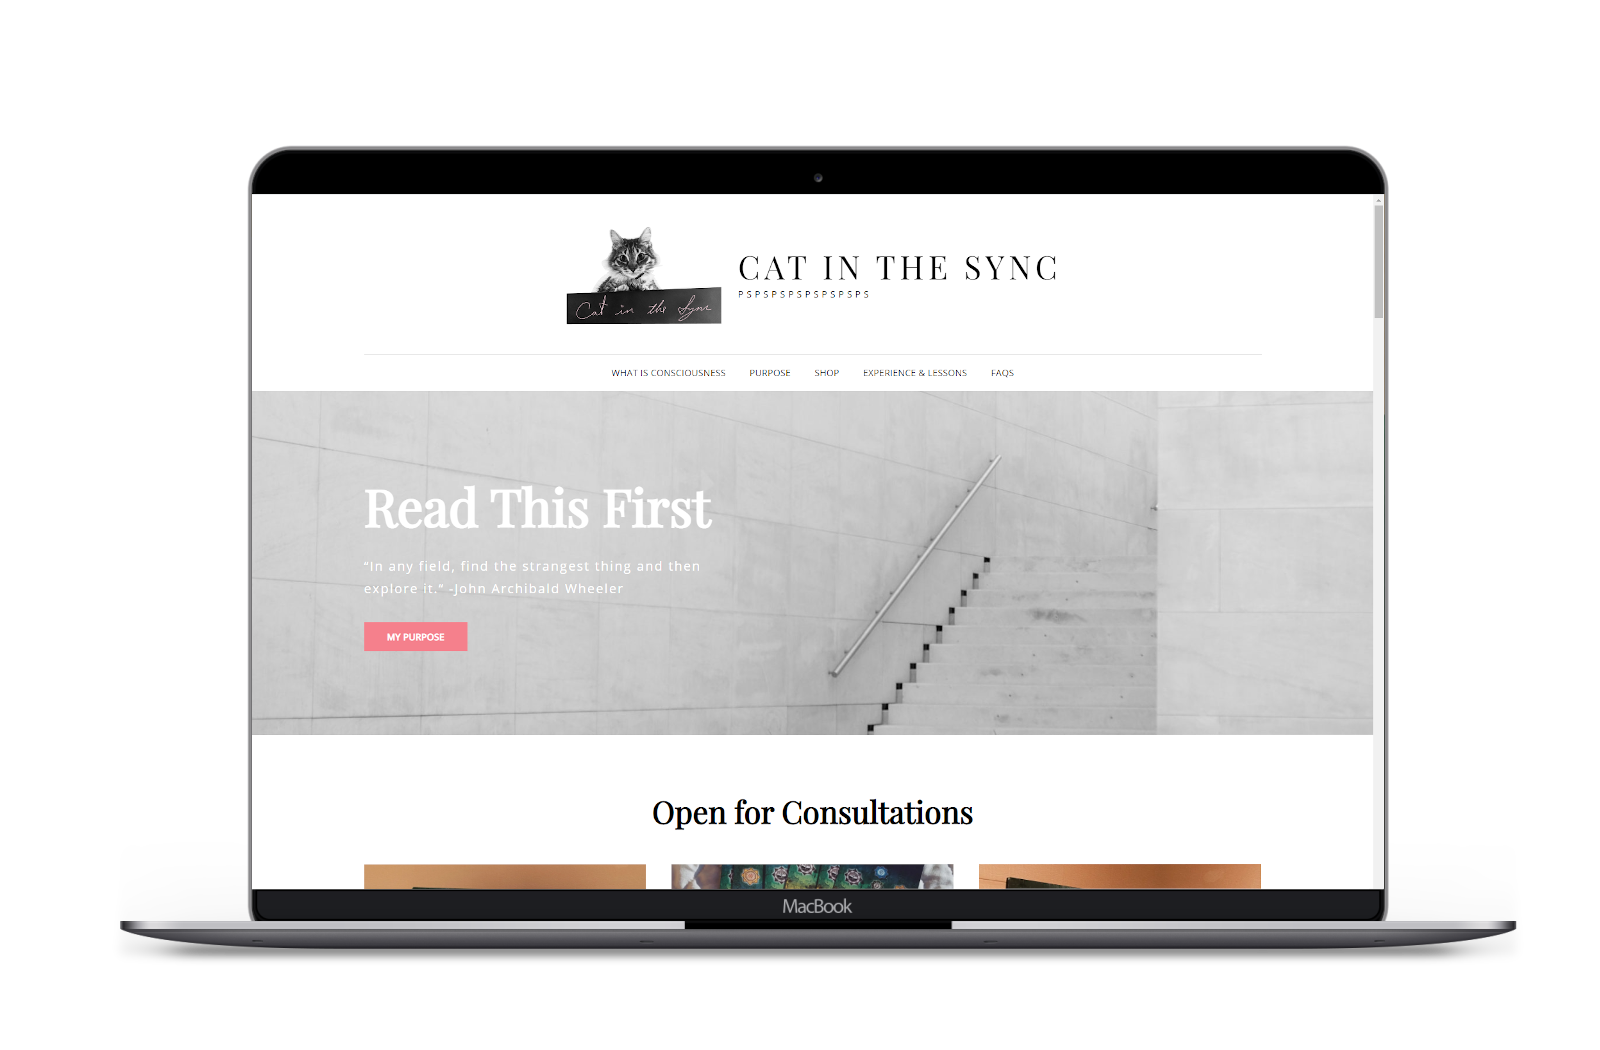 Cat in the Sync
CAT IN THE SYNC
PSPSPSPSPSPSPSPS
WHAT IS CONSCIOUSNESS PURPOSE SHOP EXPERIENCE & LESSONS FAQS
Read This First
“In any field, find the strangest thing and then
explore it.” -John Archibald Wheeler
MY PURPOSE
Open for Consultations
MacBook